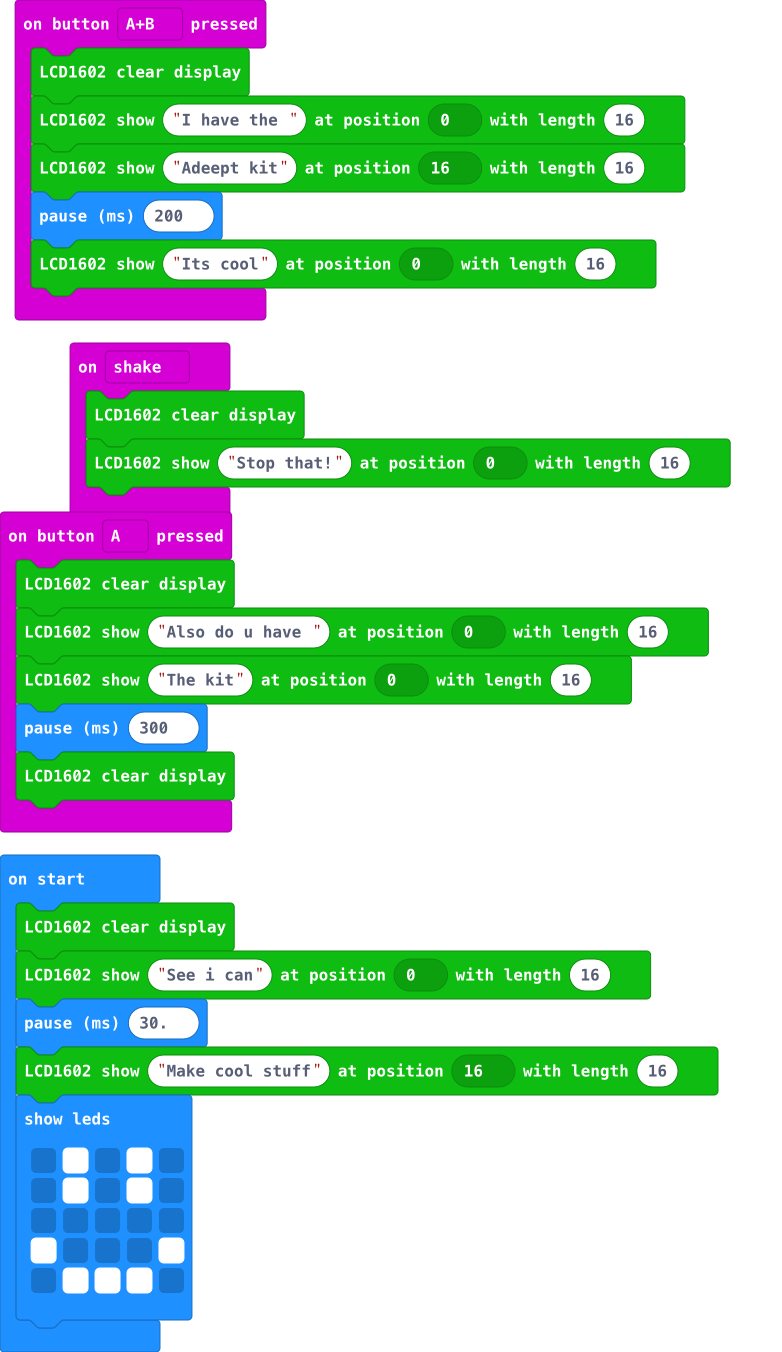 on button A+B pressed
LCD1602 clear display
LCD1602 show "I have the " at position 0 with length 16
LCD1602 show "Adeept kit" at position 16 with length 16
pause (ms) 200
LCD1602 show "Its cool" at position 0 with length 16
on shake
LCD1602 clear display
LCD1602 show "Stop that!" at position 0 with length 16
on button A pressed
LCD1602 clear display
LCD1602 show "Also do u have " at position 0 with length 16
LCD1602 show "The kit" at position 0 with length 16
pause (ms) 300
LCD1602 clear display
on start
LCD1602 clear display
LCD1602 show "See i can" at position 0 with length 16
pause (ms) 30.
LCD1602 show "Make cool stuff" at position 16 with length 16
show leds